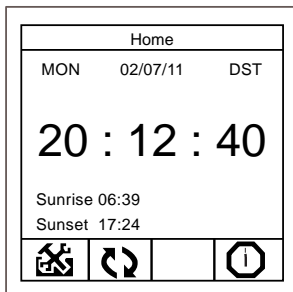 Home
MON 02/07/11 DST
20 : 12 : 40
Sunrise 06:39
Sunset 17:24
i